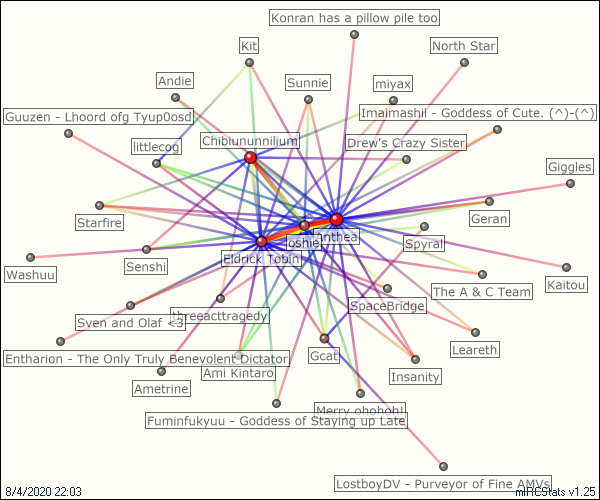 Konran has a pillow pile too
Kit
North Star
Andie
Sunnie
miyax
Guuzen - Lhoord ofg Tyup0osd
Imaimashii - Goddess of Cute. (^)-(^)
littlecog
Chibiununnilium
Drew's Crazy Sister
Giggles
Starfire
Geran
oshie
anthea
Spyral
Eldrick Tobin
Washuu
Senshi
Kaitou
The A & C Team
SpaceBridge
threeacttragedy
Sven and Olaf <3
Learet​h
Entharion - The Only Truly Benevolent Dictator
Gcat
Ami Kintaro
Insanity
Ametrine
Merry ohohoh!
Fuminfukyuu - Goddess of Staying up Late
LostboyDV - Purveyor of Fine AMVs
8/4/2020 22:03
mIRCStats v1.25